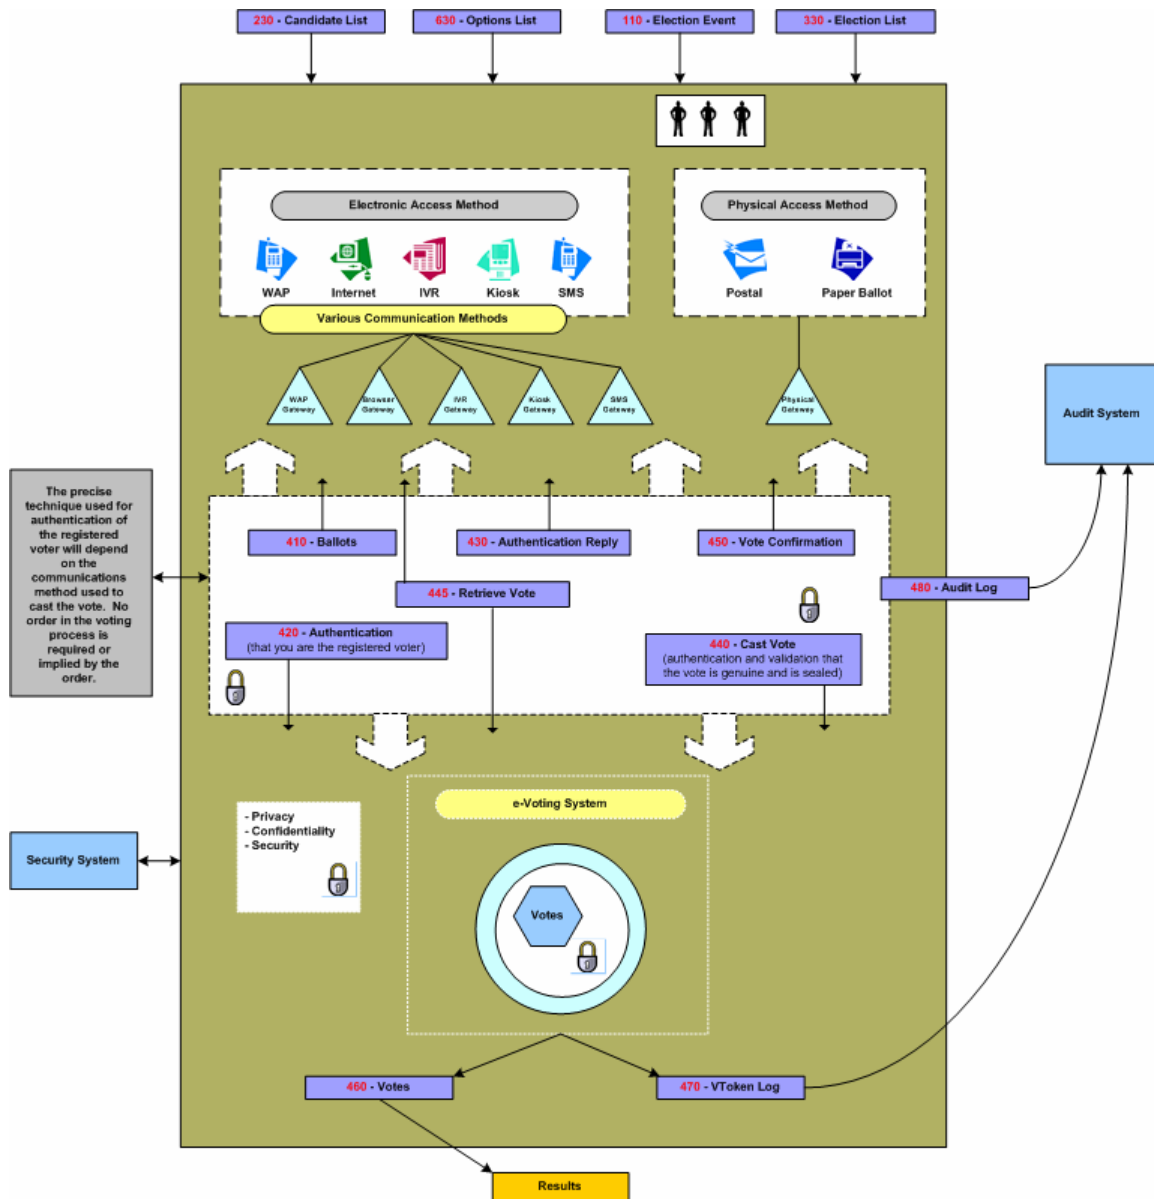 230 - Candidate List
630 - Options List
110 - Election Event
330 - Election List
Electronic Access Method
Physical Access Method
WAP
Internet
IVR
Kiosk
SMS
Postal
Paper Ballot
Various Communication Methods
WAP
Gateway
Browser
Gateway
IVR
Gateway
Kiosk
Gateway
SMS
Gateway
Physical
Gateway
Audit System
The precise
technique used for
authentication of
the registered
voter will depend
on the
communications
method used to
cast the vote. No
order in the voting
process is
required or
implied by the
order.
410 - Ballots
430 - Authentication Reply
450 - Vote Confirmation
445 - Retrieve Vote
480 - Audit Log
420 - Authentication
(that you are the registered voter)
440 - Cast Vote
(authentication and validation that
the vote is genuine and is sealed)
e-Voting System
- Privacy
- Confidentiality
- Security
Security System
Votes
460 - Votes
470 - VToken Log
Results